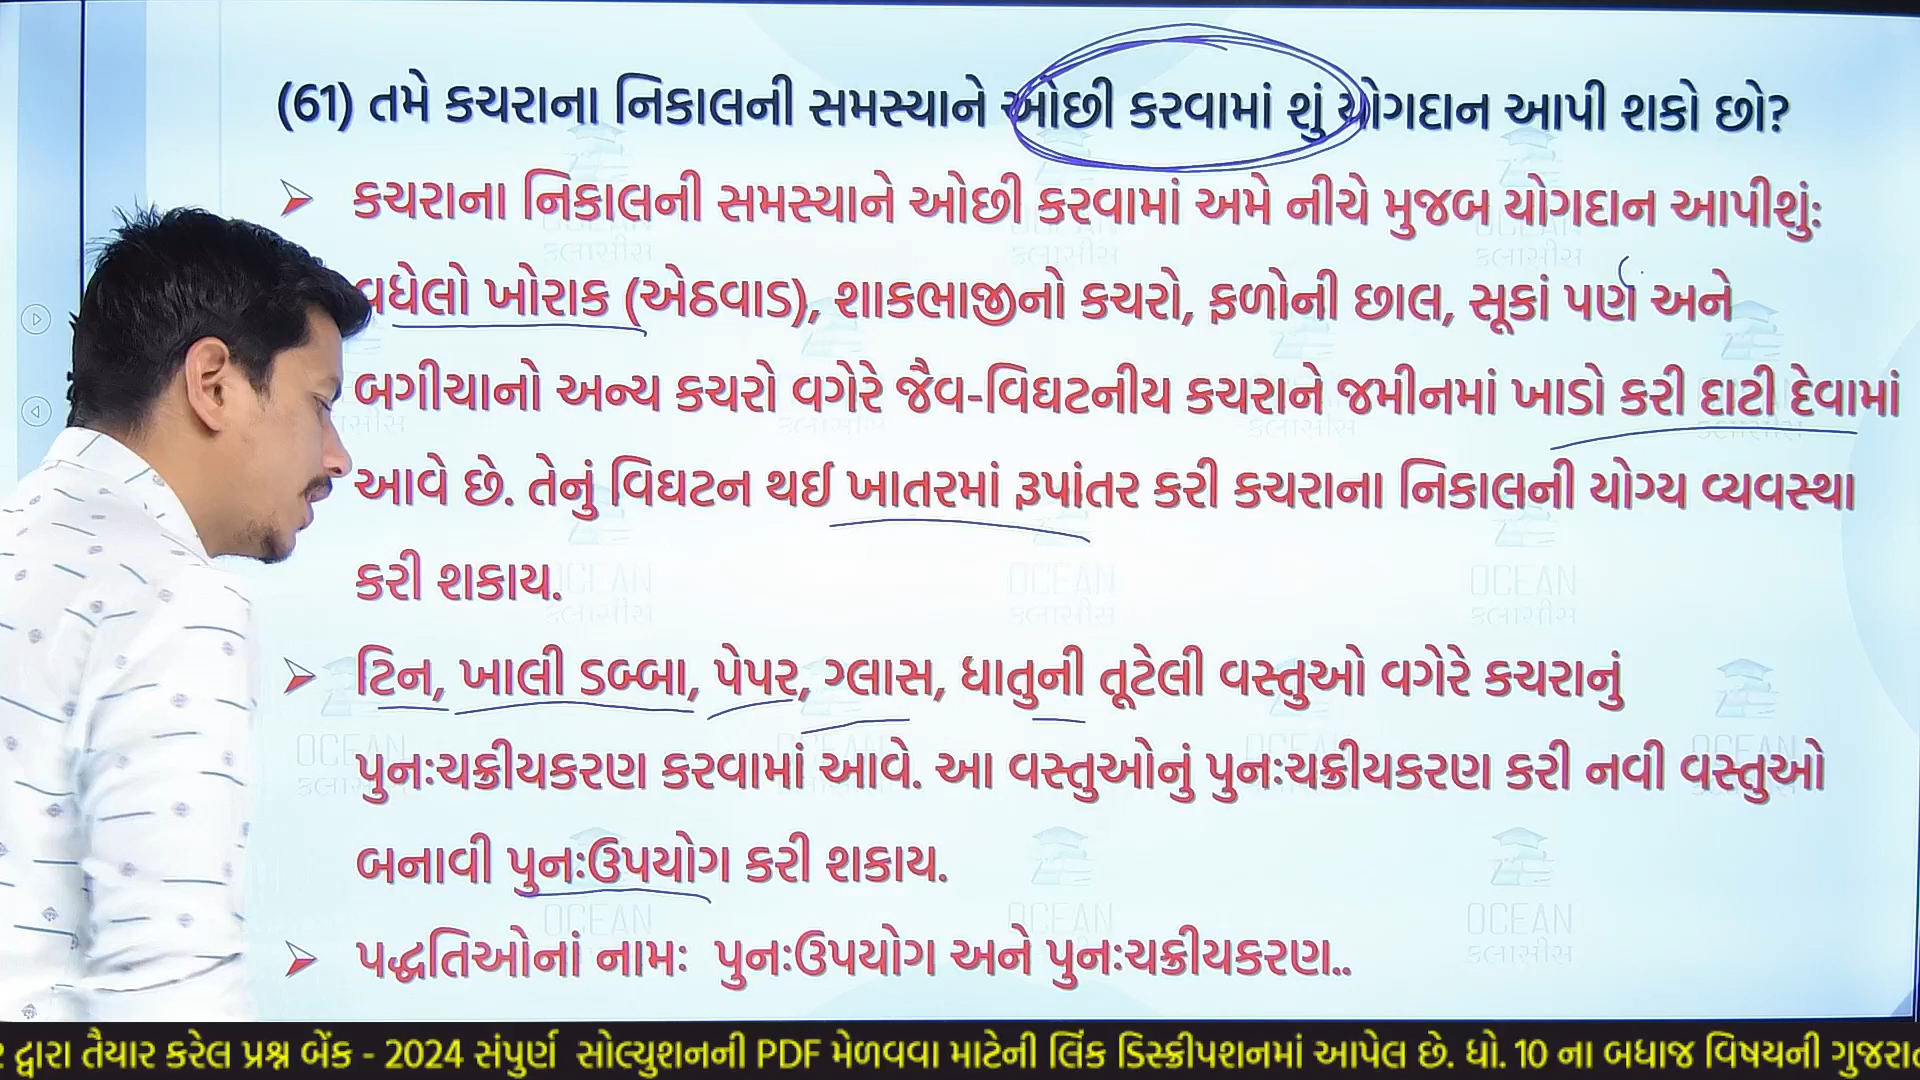 (61) તમે કચરાના નિકાલની સમસ્યાને ઓછી કરવામાં શું યોગદાન આપી શકો છો?
કચરાના નિકાલની સમસ્યાને ઓછી કરવામાં અમે નીચે મુજબ યોગદાન આપીશું:
વધેલો ખોરાક (એઠવાડ), શાકભાજીનો કચરો, ફળોની છાલ, સૂકાં પણ અને
બગીચાનો અન્ય કચરો વગેરે જૈવ-વિઘટનીય કચરાને જમીનમાં ખાડો કરી દાટી દેવામાં
આવે છે. તેનું વિઘટન થઈ ખાતરમાં રૂપાંતર કરી કચરાના નિકાલની યોગ્ય વ્યવસ્થા
કરી શકાય.
ટિન, ખાલી ડબ્બા, પેપર, ગ્લાસ, ધાતુની તૂટેલી વસ્તુઓ વગેરે કચરાનું
પુનઃચક્રીયકરણ કરવામાં આવે. આ વસ્તુઓનું પુનઃચક્રીયકરણ કરી નવી વસ્તુઓ
બનાવી પુનઃઉપયોગ કરી શકાય.
પદ્ધતિઓનાં નામઃ પુનઃઉપયોગ અને પુનઃચક્રીયકરણ..
OCEAN
કલાસીસ
દ્વારા તૈયાર કરેલ પ્રશ્ન બેંક - 2024 સંપુર્ણ સોલ્યુશનની PDF મેળવવા માટેની લિંક ડિસ્ક્રીપશનમાં આપેલ છે. ધો. 10 ના બધાજ વિષયની